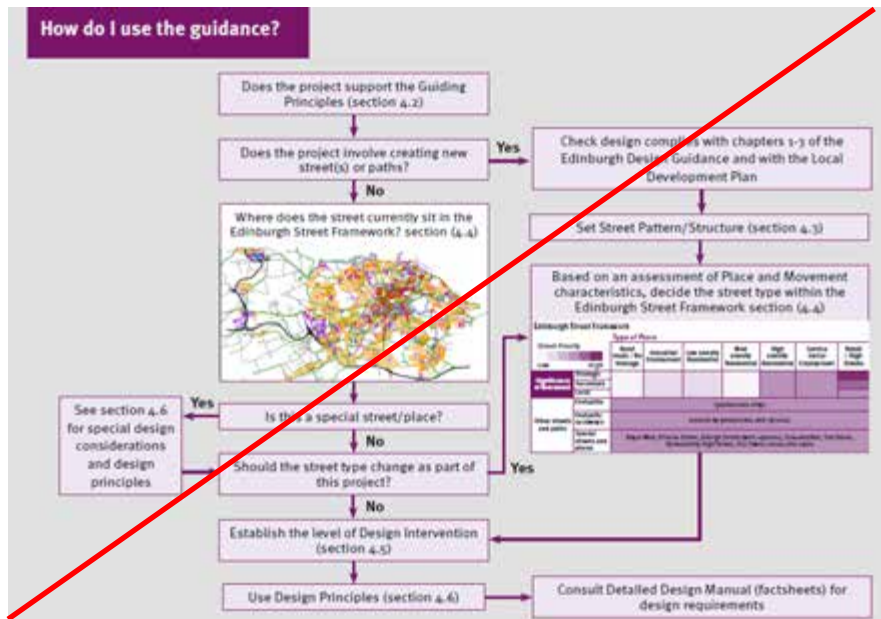 How do I use the guidance?
Does the project support the Guiding
Principles (section 4.2)
Does the project involve creating new
street(s) or paths?
Yes
Check design complies with chapters 1-3 of the
Edinburgh Design Guidance and with the Local
Development Plan
No
Where does the street currently sit in the
Edinburgh Street Framework? section (4.4)
Set Street Pattern/Structure (section 4.3)
Based on an assessment of Place and Movement
characteristics, decide the street type within the
Edinburgh Street Framework section (4.4)
Edinburgh Street Framework
Type of Place
Street Priority
Yes
See section 4.6
for special design
considerations
and design
principles
Is this a special street/place?
No
Should the street type change as part of
this project?
Yes
No
Establish the level of Design Intervention
(section 4.5)
Use Design Principles (section 4.6)
Consult Detailed Design Manual (factsheets) for
design requirements